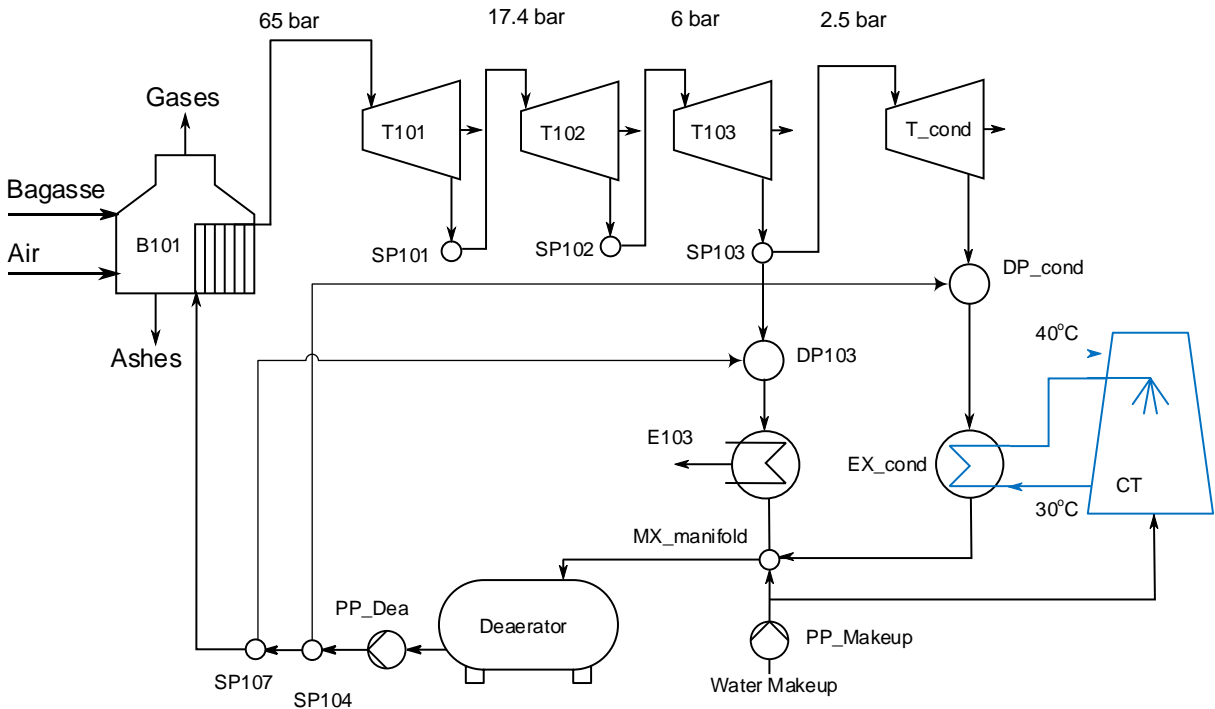 65 bar
17.4 bar
6 bar
2.5 bar
Gases
T101
T102
T103
T_cond
Bagasse
B101
Air
SP101
SP102
SP103
DP_cond
Ashes
DP103
40°C
E103
EX_cond
CT
30°C
MX_manifold
PP_Dea
Deaerator
PP_Makeup
SP107
SP104
Water Makeup